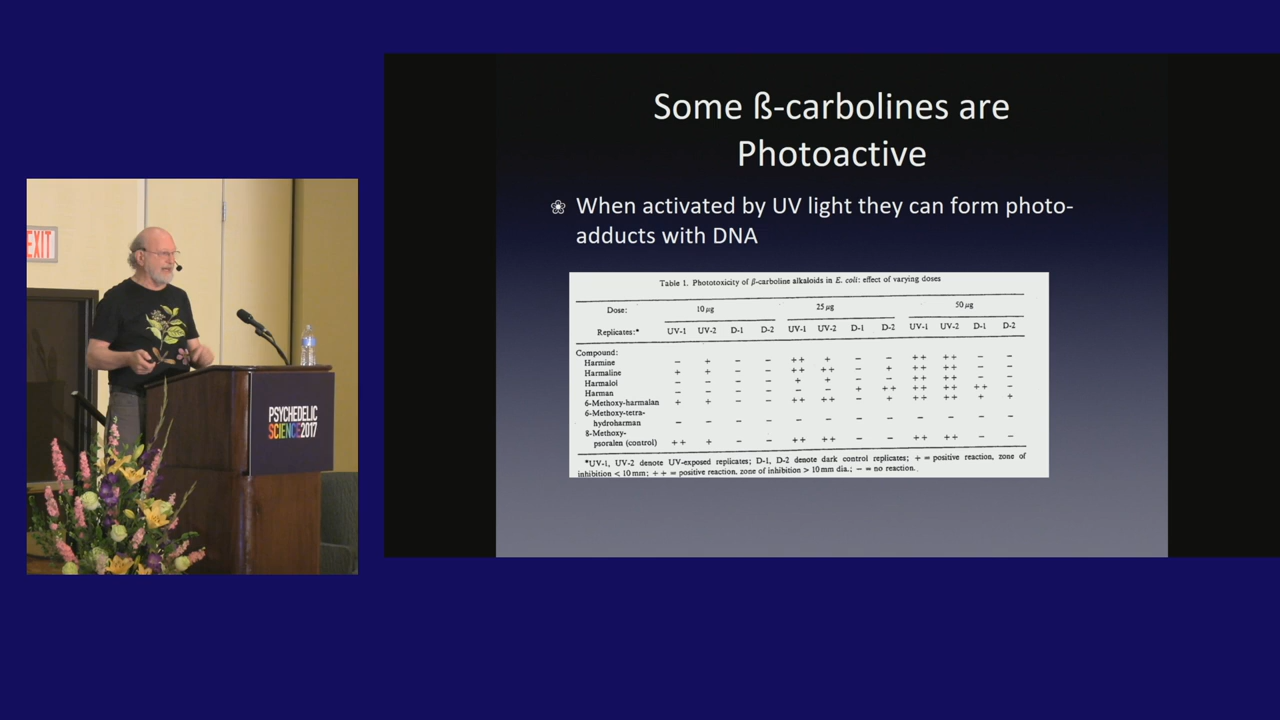 EXIT
PSYCHEDELIC
SCIENCE2017
Some ß-carbolines are
Photoactive
When activated by UV light they can form photo-
adducts with DNA
Table 1. Phototoxicity of β-carboline alkaloids in E. coli: effect of varying doses
Dose: 10 μg 25 μg 50 μg
Replicates:* UV-1 UV-2 D-1 D-2 UV-1 UV-2 D-1 D-2 UV-1 UV-2 D-1 D-2
Compound:
Harmine − + − − ++ + − − ++ ++ − −
Harmaline + + − − ++ ++ − + ++ ++ − −
Harmalol − − − − + + − − ++ ++ − −
Harman − − − − − − + ++ ++ ++ ++ −
6-Methoxy-harmalan + + − − ++ ++ − + ++ ++ + +
6-Methoxy-tetra-
hydroharman − − − − − − − − − − − −
8-Methoxy-
psoralen (control) ++ + − − ++ ++ − − ++ ++ − −
*UV-1, UV-2 denote UV-exposed replicates; D-1, D-2 denote dark control replicates; + = positive reaction, zone of
inhibition < 10 mm; ++ = positive reaction, zone of inhibition > 10 mm dia.; − = no reaction.